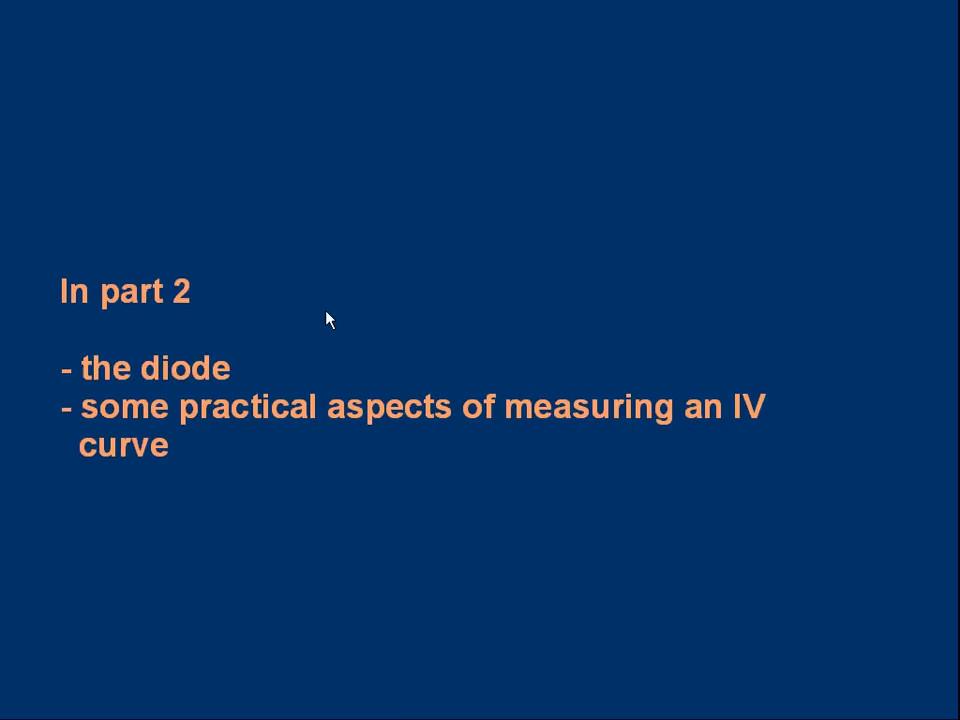 In part 2
- the diode
- some practical aspects of measuring an IV
curve